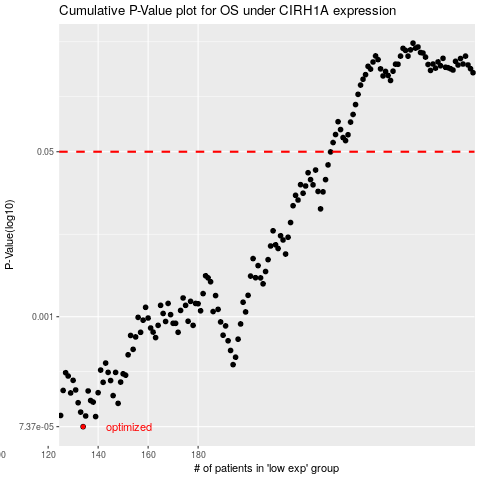 Cumulative P-Value plot for OS under CIRH1A expression
P-Value(log10)
0.05
0.001
7.37e-05
optimized
00
120
140
160
180
# of patients in 'low exp' group